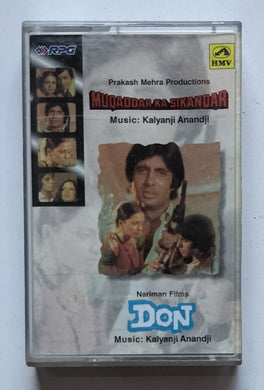 RPG
HMV
Prakash Mehra Productions
MUQADDAR KA SIKANDAR
Music: Kalyanji Anandji
Nariman Films
DON
Music: Kalyanji Anandji